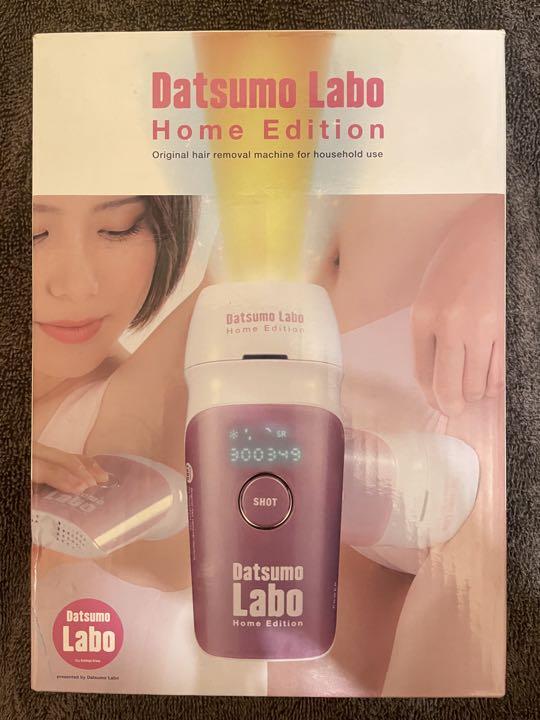 Datsumo Labo
Home Edition
Original hair removal machine for household use
Datsumo Labo
Home Edition
SR
300349
SHOT
Labo
Datsumo
Labo
Home Edition
Datsumo
Labo
presented by Datsumo Labo